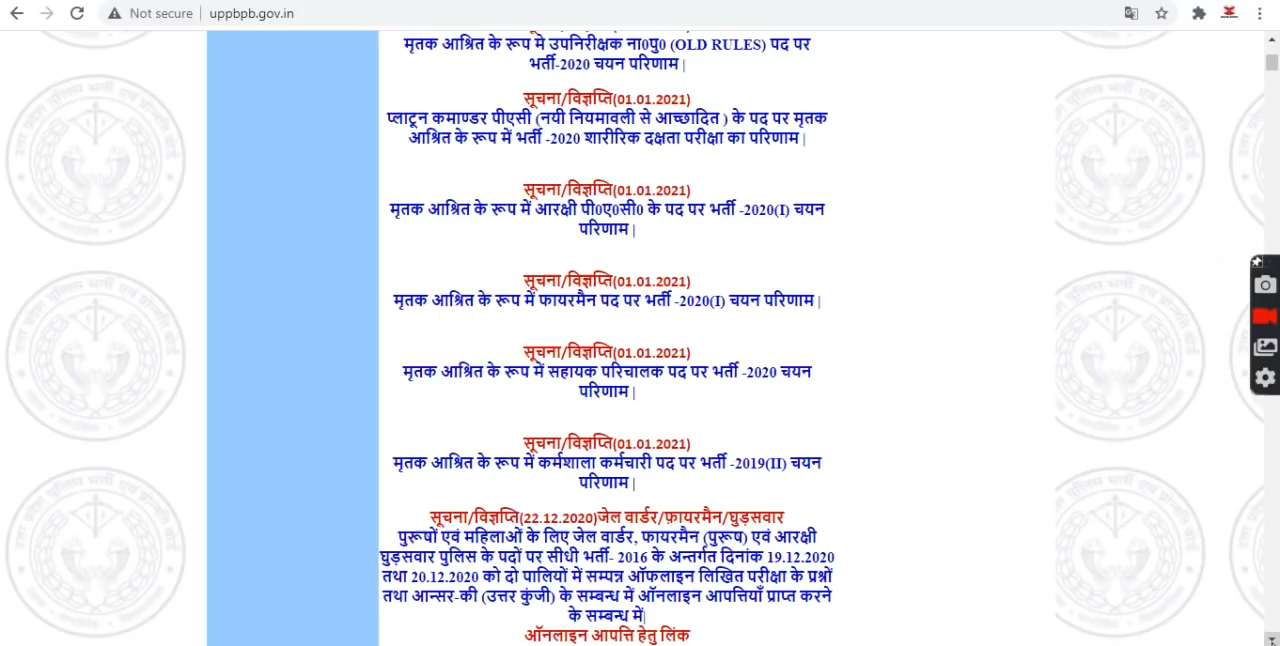 Not secure
uppbpb.gov.in
मृतक आश्रित के रूप मे उपनिरीक्षक ना0पु0 (OLD RULES) पद पर
भर्ती-2020 चयन परिणाम |
सूचना/विज्ञप्ति(01.01.2021)
प्लाटून कमाण्डर पीएसी (नयी नियमावली से आच्छादित ) के पद पर मृतक
आश्रित के रूप में भर्ती -2020 शारीरिक दक्षता परीक्षा का परिणाम |
सूचना/विज्ञप्ति(01.01.2021)
मृतक आश्रित के रूप में आरक्षी पी0ए0सी0 के पद पर भर्ती -2020(I) चयन
परिणाम |
सूचना/विज्ञप्ति(01.01.2021)
मृतक आश्रित के रूप में फायरमैन पद पर भर्ती -2020(I) चयन परिणाम |
सूचना/विज्ञप्ति(01.01.2021)
मृतक आश्रित के रूप में सहायक परिचालक पद पर भर्ती -2020 चयन
परिणाम |
सूचना/विज्ञप्ति(01.01.2021)
मृतक आश्रित के रूप में कर्मशाला कर्मचारी पद पर भर्ती -2019(II) चयन
परिणाम |
सूचना/विज्ञप्ति(22.12.2020)जेल वार्डर/फ़ायरमैन/घुड़सवार
पुरूषों एवं महिलाओं के लिए जेल वार्डर, फायरमैन (पुरूष) एवं आरक्षी
घुड़सवार पुलिस के पदों पर सीधी भर्ती- 2016 के अन्तर्गत दिनांक 19.12.2020
तथा 20.12.2020 को दो पालियों में सम्पन्न ऑफलाइन लिखित परीक्षा के प्रश्नों
तथा आन्सर-की (उत्तर कुंजी) के सम्बन्ध में ऑनलाइन आपत्तियाँ प्राप्त करने
के सम्बन्ध में|
ऑनलाइन आपत्ति हेतु लिंक